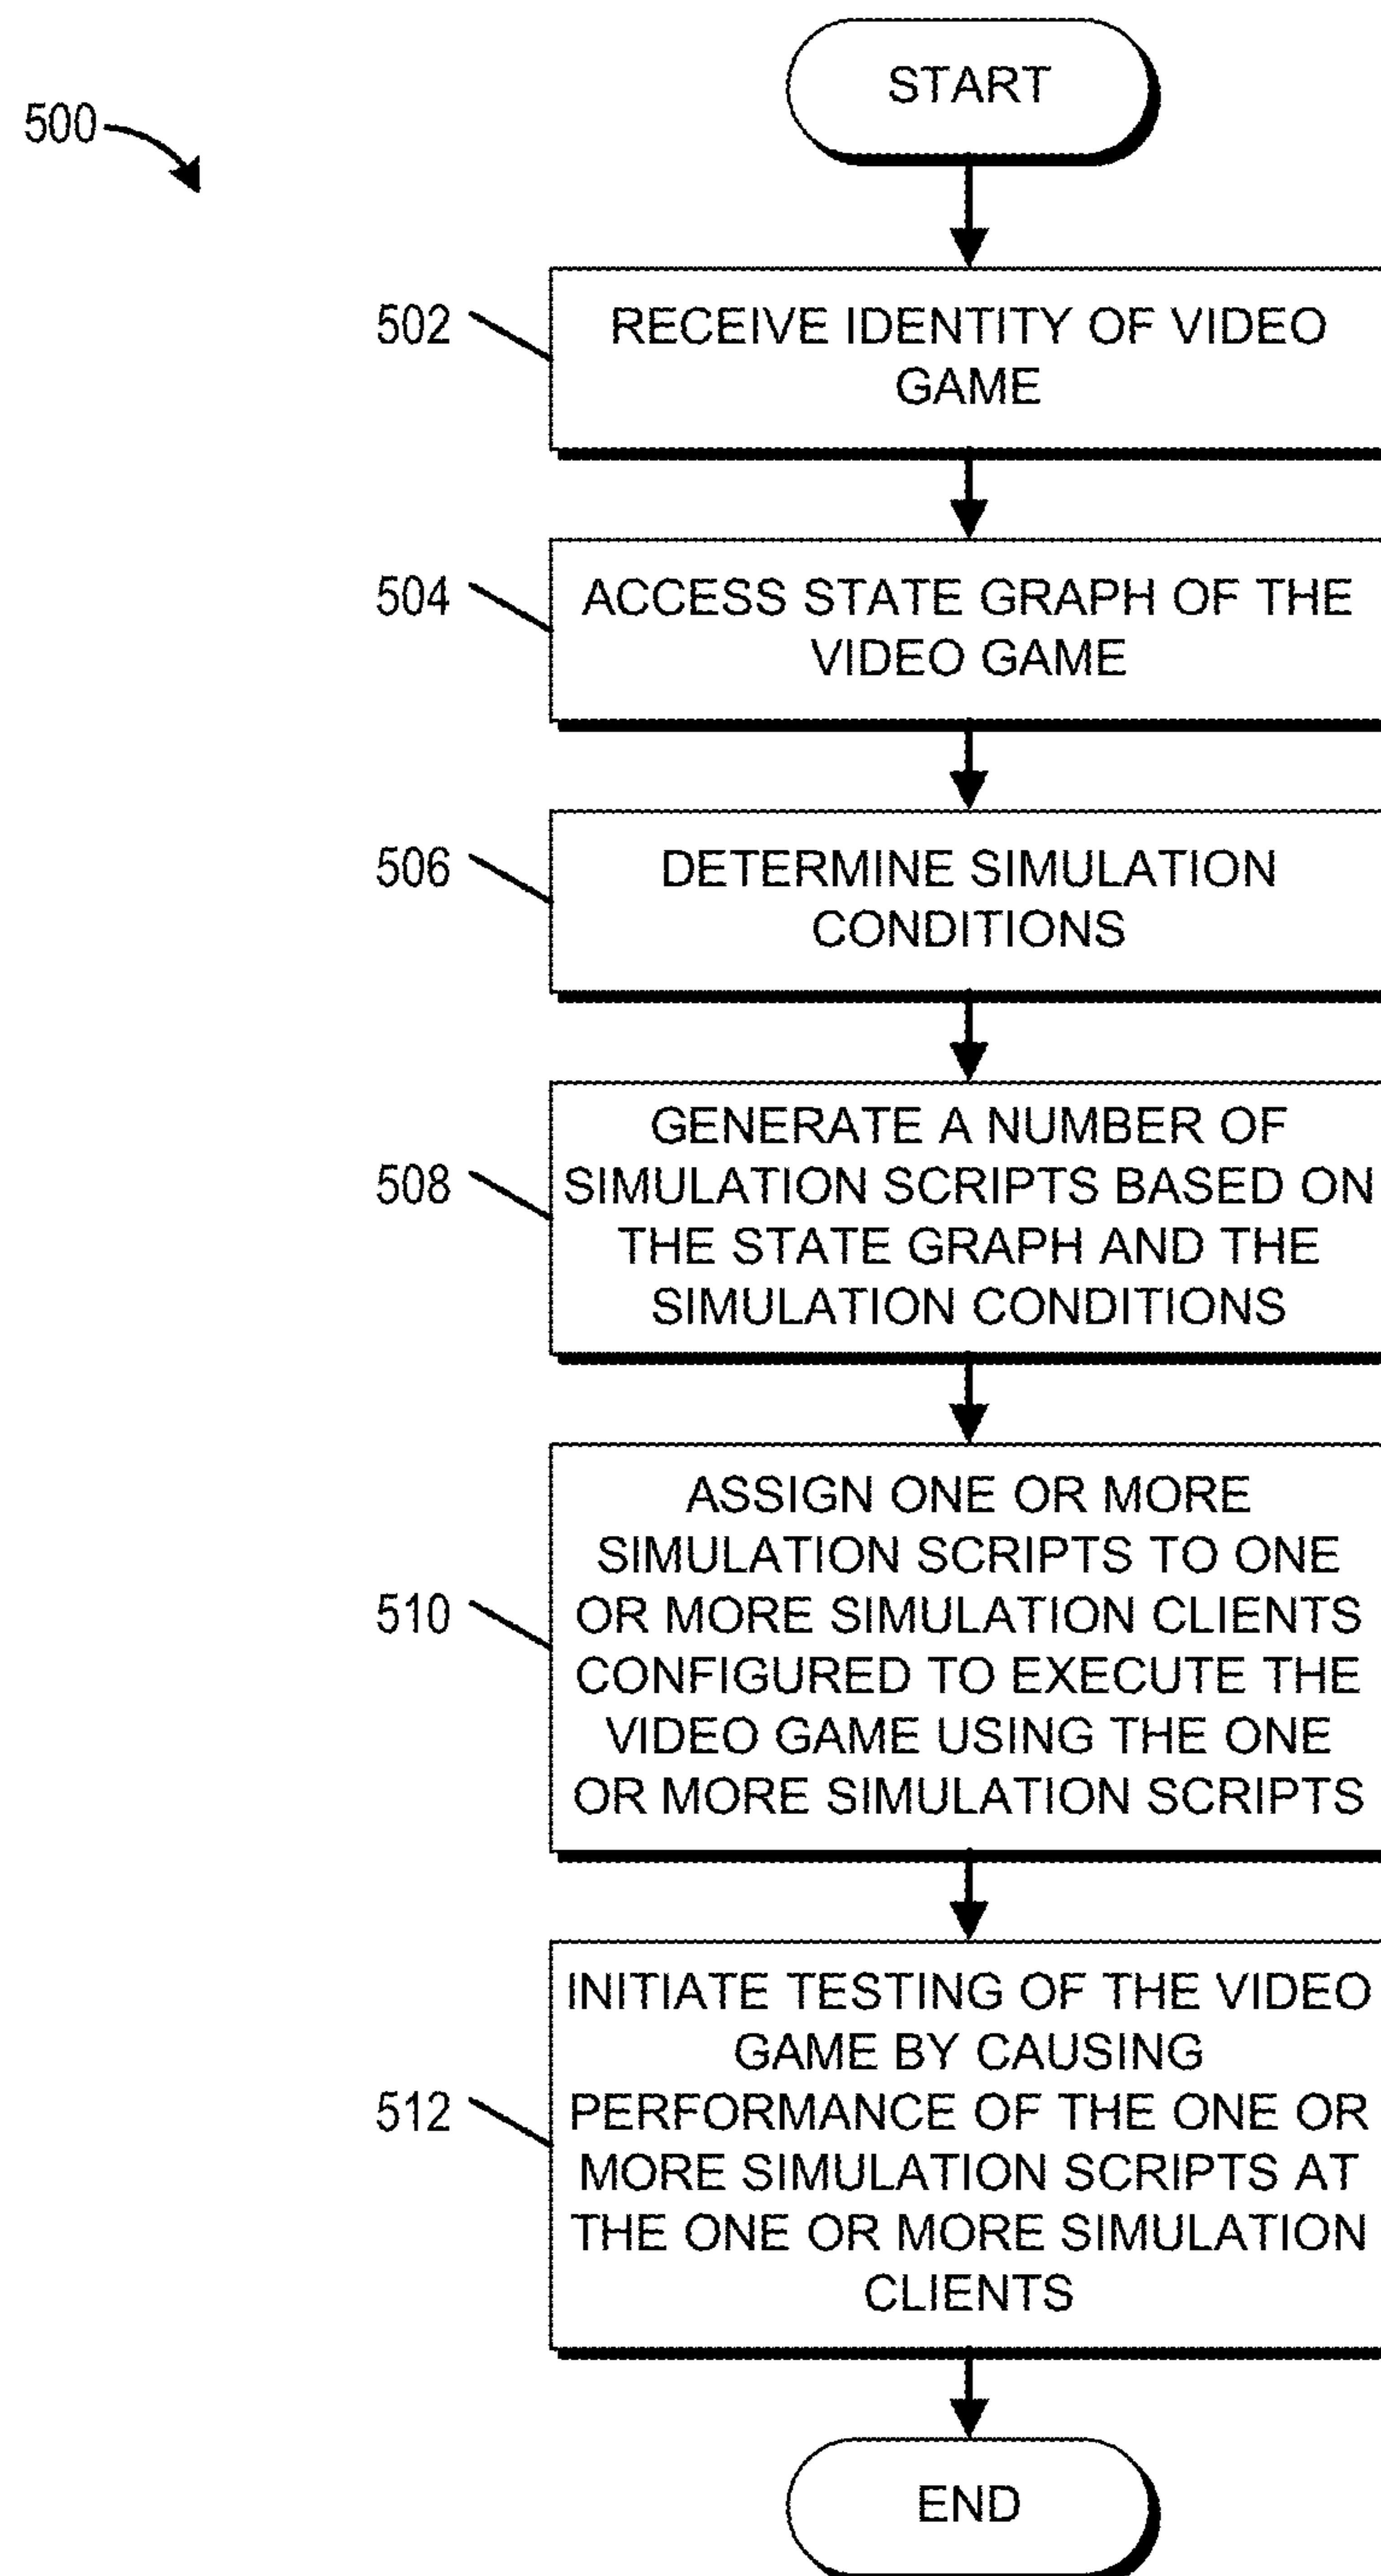 START
500
502
RECEIVE IDENTITY OF VIDEO
GAME
504
ACCESS STATE GRAPH OF THE
VIDEO GAME
506
DETERMINE SIMULATION
CONDITIONS
508
GENERATE A NUMBER OF
SIMULATION SCRIPTS BASED ON
THE STATE GRAPH AND THE
SIMULATION CONDITIONS
510
ASSIGN ONE OR MORE
SIMULATION SCRIPTS TO ONE
OR MORE SIMULATION CLIENTS
CONFIGURED TO EXECUTE THE
VIDEO GAME USING THE ONE
OR MORE SIMULATION SCRIPTS
512
INITIATE TESTING OF THE VIDEO
GAME BY CAUSING
PERFORMANCE OF THE ONE OR
MORE SIMULATION SCRIPTS AT
THE ONE OR MORE SIMULATION
CLIENTS
END